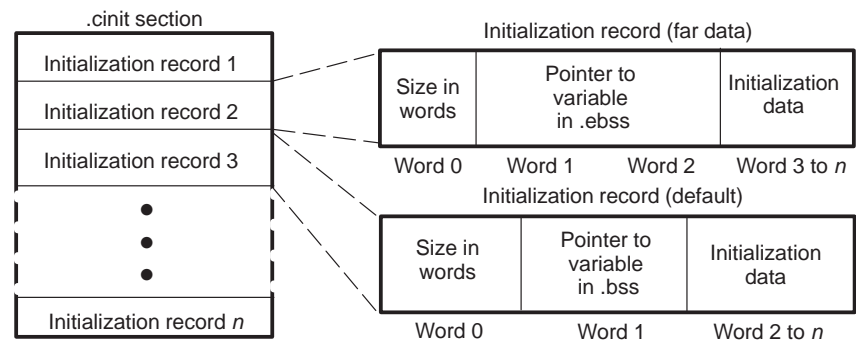 .cinit section
Initialization record 1
Initialization record 2
Initialization record 3
Initialization record n
Initialization record (far data)
Size in
words
Pointer to
variable
in .ebss
Initialization
data
Word 0
Word 1
Word 2
Word 3 to n
Initialization record (default)
Size in
words
Pointer to
variable
in .bss
Initialization
data
Word 0
Word 1
Word 2 to n